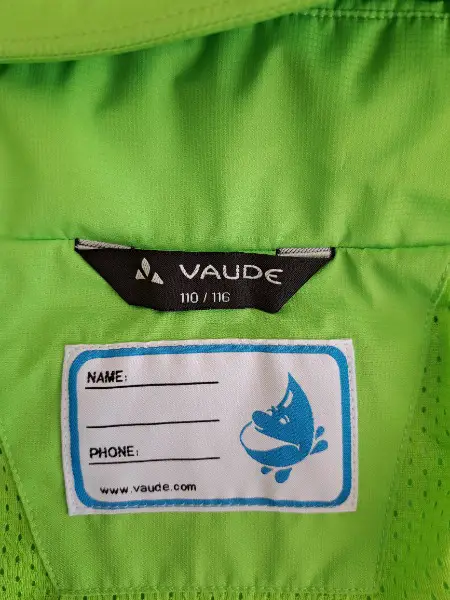 VAUDE
110 / 116
NAME:
PHONE:
www.vaude.com